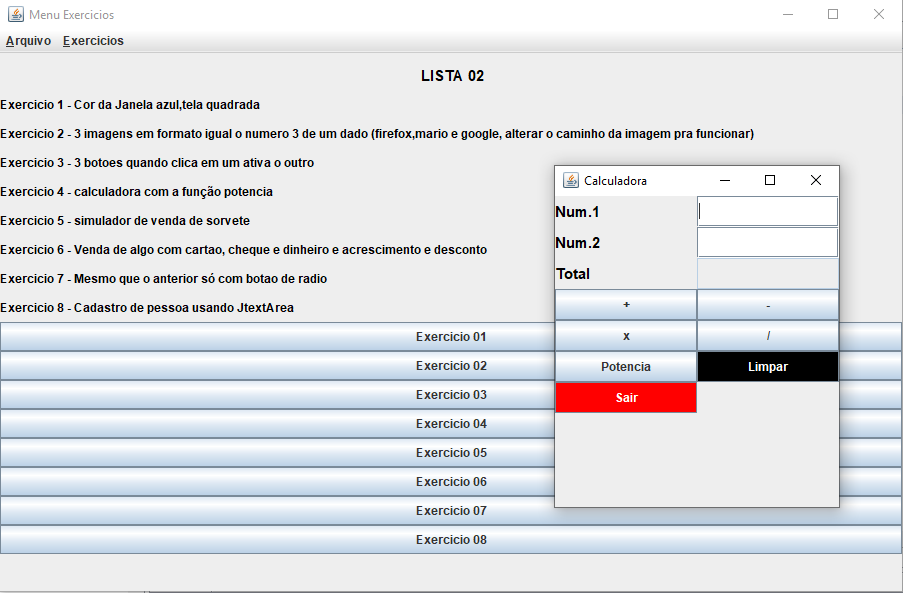 Menu Exercicios
Arquivo Exercicios
LISTA 02
Exercicio 1 - Cor da Janela azul,tela quadrada
Exercicio 2 - 3 imagens em formato igual o numero 3 de um dado (firefox,mario e google, alterar o caminho da imagem pra funcionar)
Exercicio 3 - 3 botoes quando clica em um ativa o outro
Exercicio 4 - calculadora com a função potencia
Exercicio 5 - simulador de venda de sorvete
Exercicio 6 - Venda de algo com cartao, cheque e dinheiro e acrescimento e desconto
Exercicio 7 - Mesmo que o anterior só com botao de radio
Exercicio 8 - Cadastro de pessoa usando JtextArea
Exercicio 01
Exercicio 02
Exercicio 03
Exercicio 04
Exercicio 05
Exercicio 06
Exercicio 07
Exercicio 08
Calculadora
Num.1
Num.2
Total
+ -
x /
Potencia Limpar
Sair